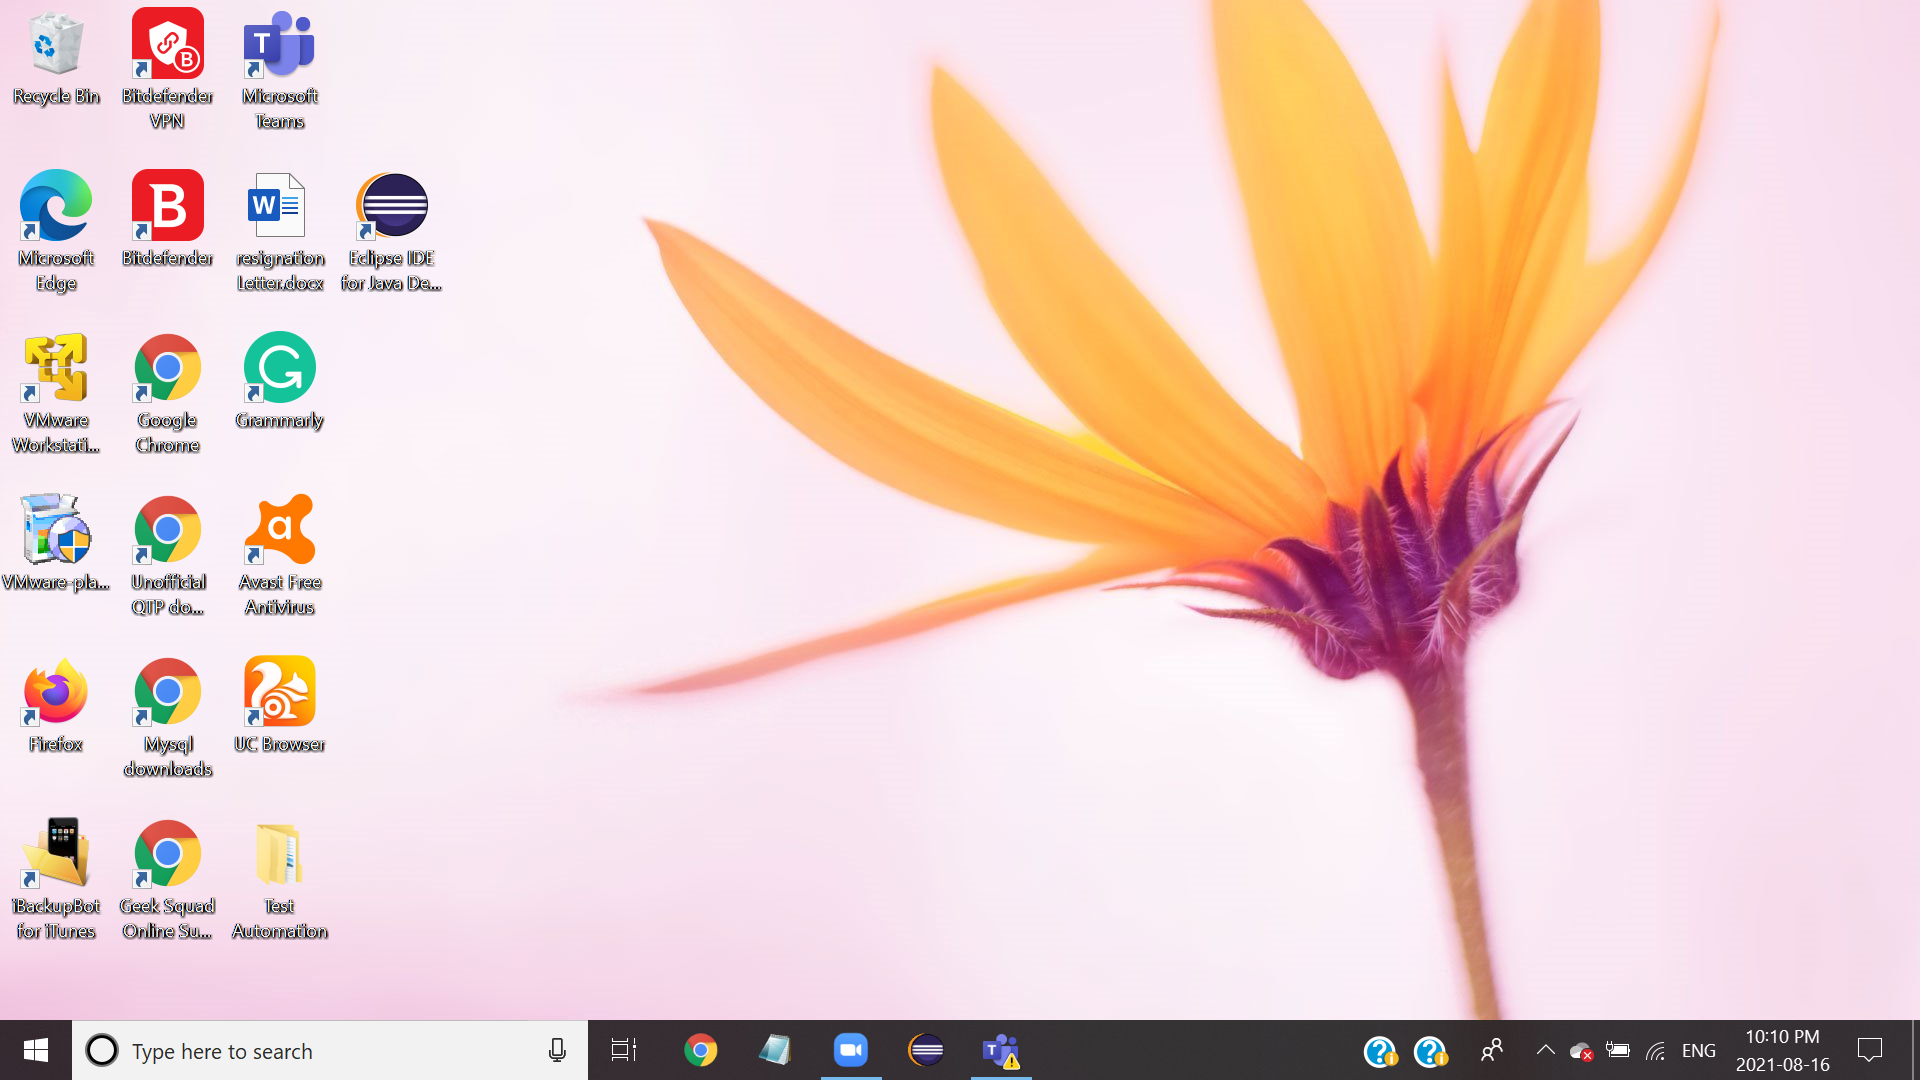 Recycle Bin
Bitdefender
VPN
Microsoft
Teams
Microsoft
Edge
Bitdefender
resignation
Letter.docx
Eclipse IDE
for Java De...
VMware
Workstati...
Google
Chrome
Grammarly
VMware-pla...
Unofficial
QTP do...
Avast Free
Antivirus
Firefox
Mysql
downloads
UC Browser
iBackupBot
for iTunes
Geek Squad
Online Su...
Test
Automation
Type here to search
ENG
10:10 PM
2021-08-16